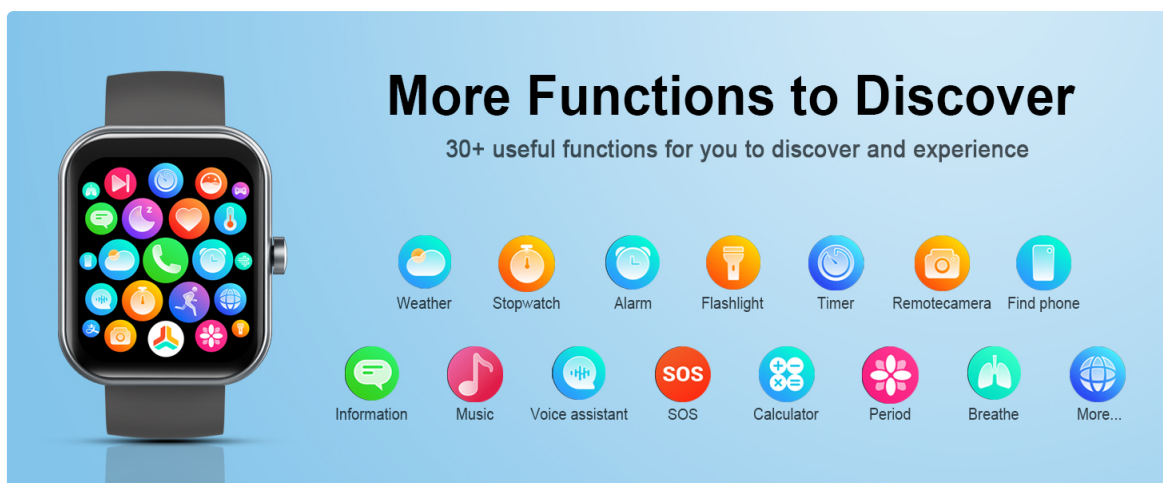 More Functions to Discover
30+ useful functions for you to discover and experience
Weather Stopwatch Alarm Flashlight Timer Remotecamera Find phone
SOS
Information Music Voice assistant SOS Calculator Period Breathe More...